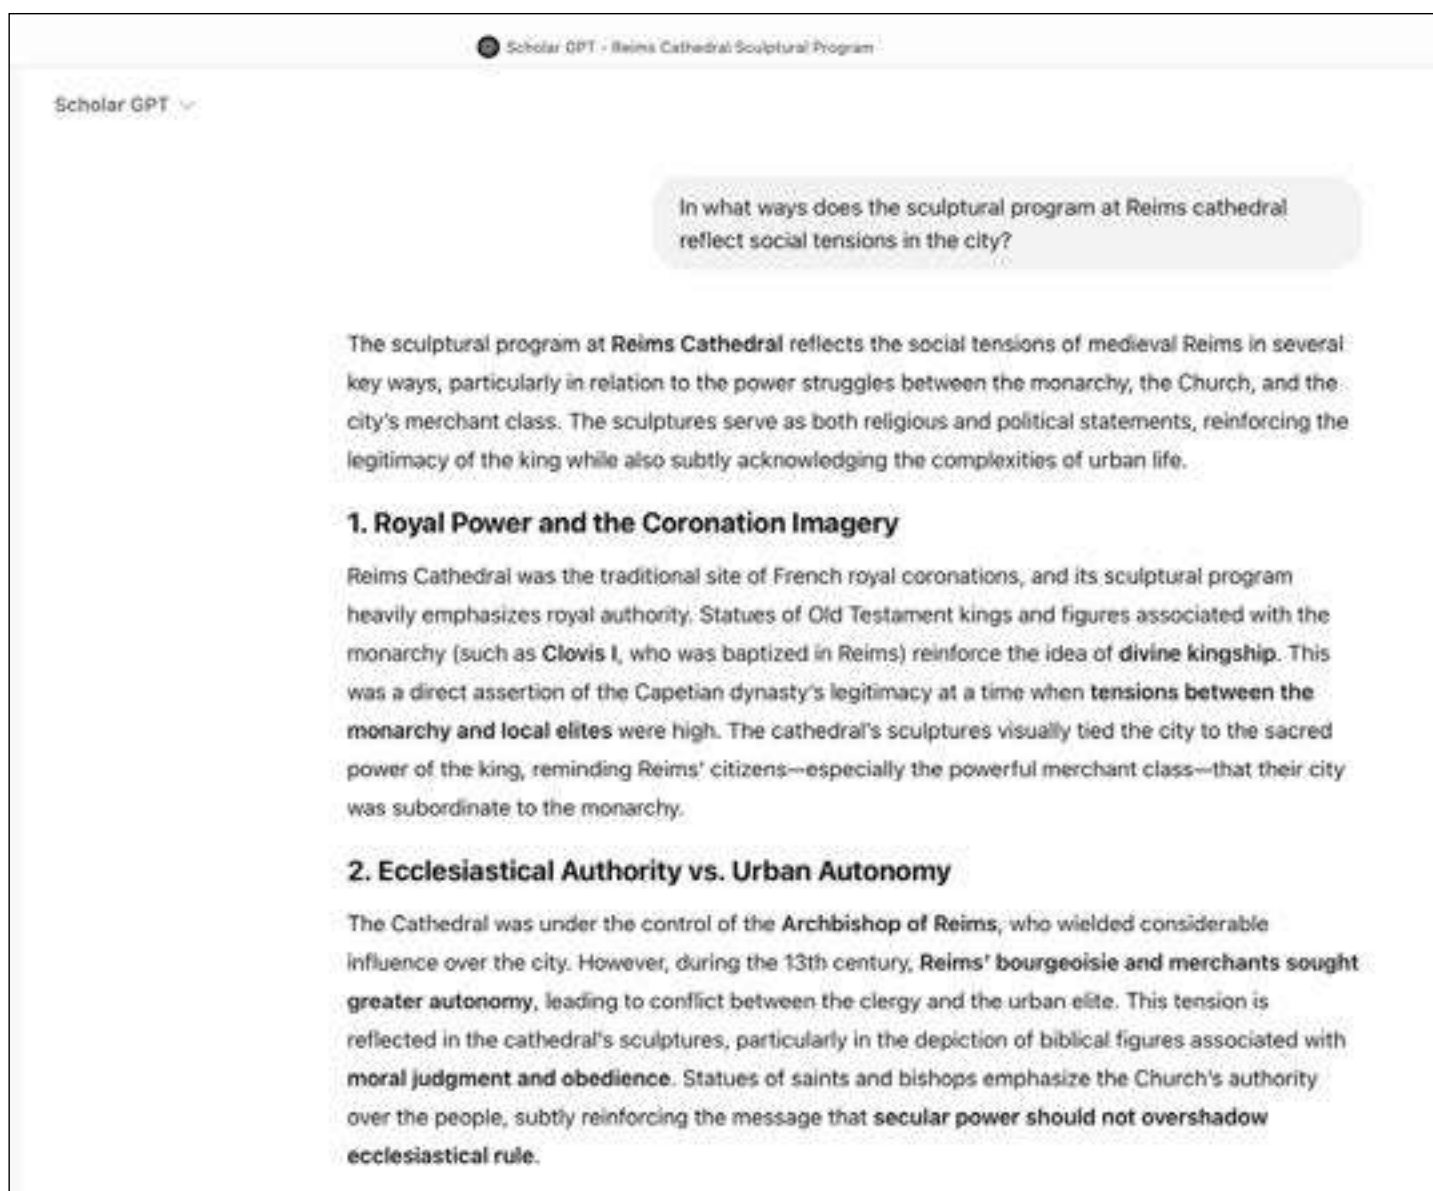 Scholar GPT - Reims Cathedral Sculptural Program
Scholar GPT
In what ways does the sculptural program at Reims cathedral
reflect social tensions in the city?
The sculptural program at Reims Cathedral reflects the social tensions of medieval Reims in several
key ways, particularly in relation to the power struggles between the monarchy, the Church, and the
city's merchant class. The sculptures serve as both religious and political statements, reinforcing the
legitimacy of the king while also subtly acknowledging the complexities of urban life.
1. Royal Power and the Coronation Imagery
Reims Cathedral was the traditional site of French royal coronations, and its sculptural program
heavily emphasizes royal authority. Statues of Old Testament kings and figures associated with the
monarchy (such as Clovis I, who was baptized in Reims) reinforce the idea of divine kingship. This
was a direct assertion of the Capetian dynasty's legitimacy at a time when tensions between the
monarchy and local elites were high. The cathedral's sculptures visually tied the city to the sacred
power of the king, reminding Reims' citizens—especially the powerful merchant class—that their city
was subordinate to the monarchy.
2. Ecclesiastical Authority vs. Urban Autonomy
The Cathedral was under the control of the Archbishop of Reims, who wielded considerable
influence over the city. However, during the 13th century, Reims' bourgeoisie and merchants sought
greater autonomy, leading to conflict between the clergy and the urban elite. This tension is
reflected in the cathedral's sculptures, particularly in the depiction of biblical figures associated with
moral judgment and obedience. Statues of saints and bishops emphasize the Church's authority
over the people, subtly reinforcing the message that secular power should not overshadow
ecclesiastical rule.